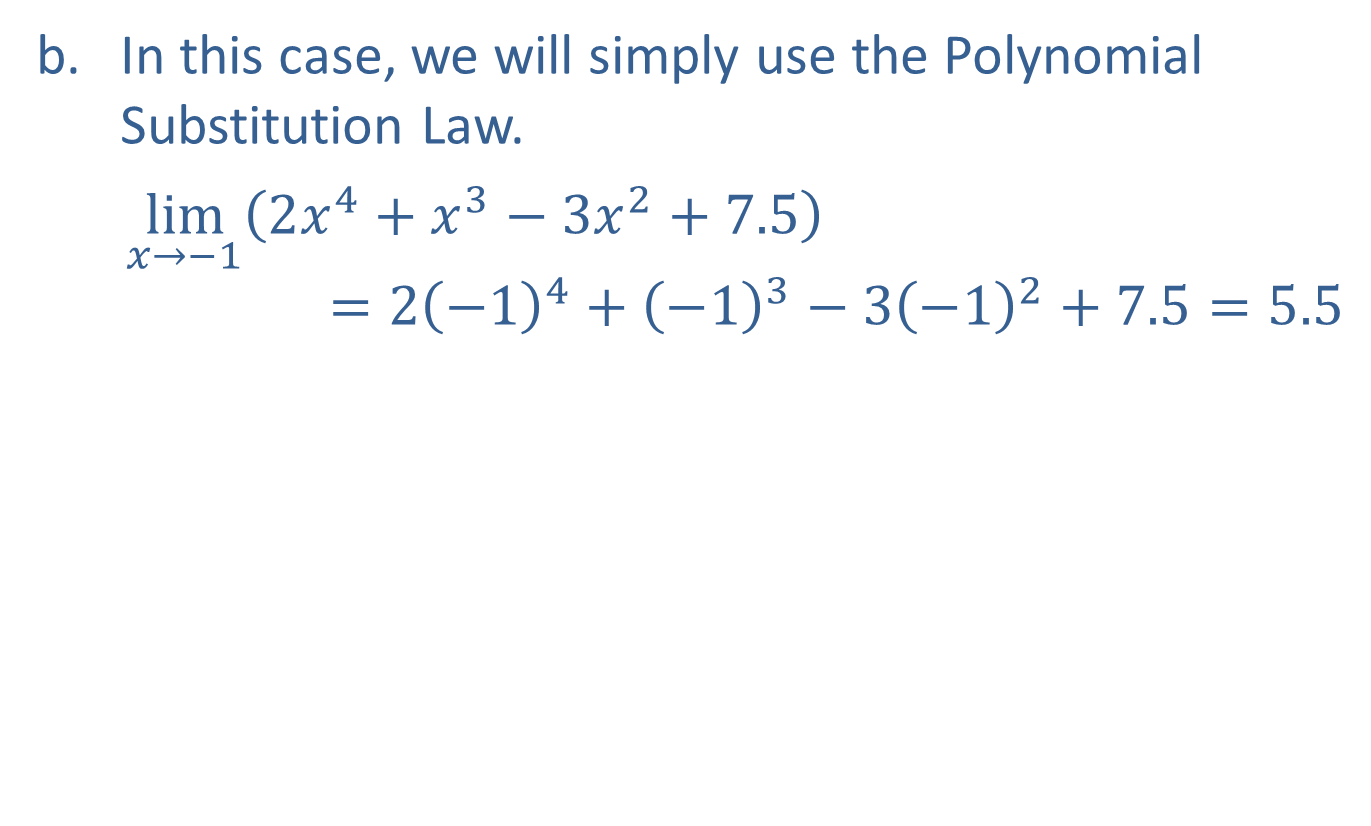 b. In this case, we will simply use the Polynomial
Substitution Law.
lim (2𝑥⁴ + 𝑥³ − 3𝑥² + 7.5)
𝑥→−1
= 2(−1)⁴ + (−1)³ − 3(−1)² + 7.5 = 5.5